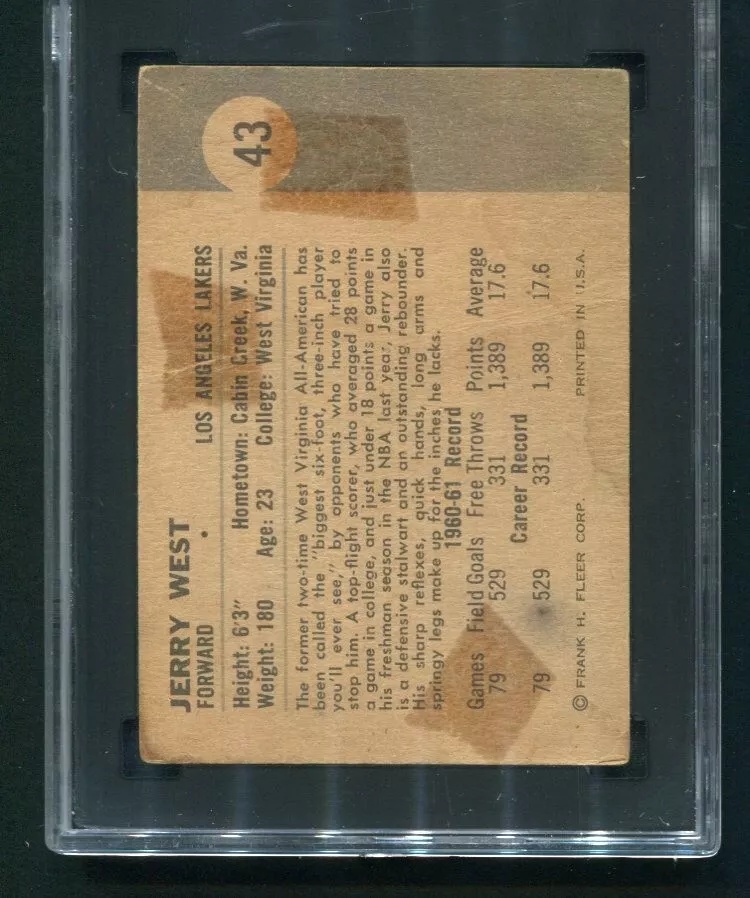 43
JERRY WEST
FORWARD LOS ANGELES LAKERS
Height: 6'3" Hometown: Cabin Creek, W. Va.
Weight: 180 Age: 23 College: West Virginia
The former two-time West Virginia All-American has
been called the "biggest six-foot, three-inch player
you'll ever see," by opponents who have tried to
stop him. A top-flight scorer, who averaged 28 points
a game in college, and just under 18 points a game in
his freshman season in the NBA last year, Jerry also
is a defensive stalwart and an outstanding rebounder.
His sharp reflexes, quick hands, long arms and
springy legs make up for the inches he lacks.
1960-61 Record
Games Field Goals Free Throws Points Average
79 529 331 1,389 17.6
Career Record
79 529 331 1,389 17.6
© FRANK H. FLEER CORP. PRINTED IN U.S.A.